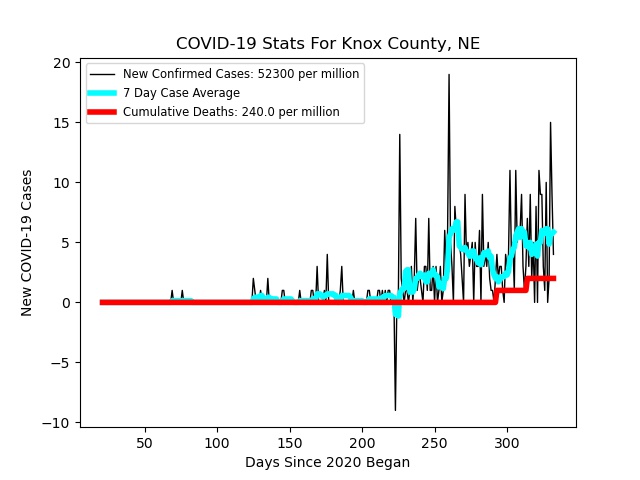 COVID-19 Stats For Knox County, NE
New Confirmed Cases: 52300 per million
7 Day Case Average
Cumulative Deaths: 240.0 per million
New COVID-19 Cases
20
15
10
5
0
−5
−10
50 100 150 200 250 300
Days Since 2020 Began